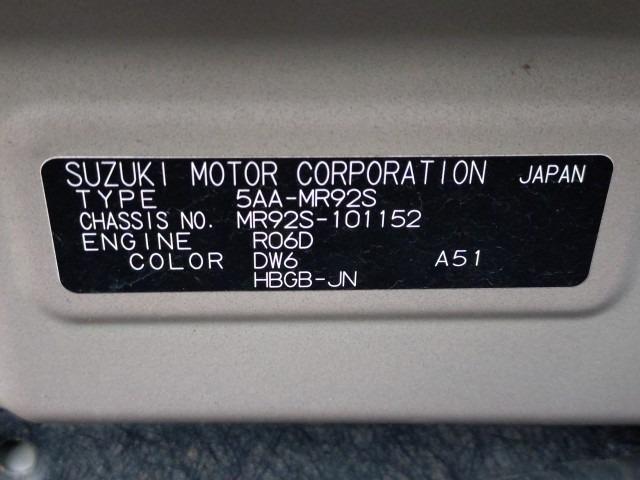 SUZUKI MOTOR CORPORATION JAPAN
TYPE 5AA-MR92S
CHASSIS NO. MR92S-101152
ENGINE R06D
COLOR DW6 A51
HBGB-JN